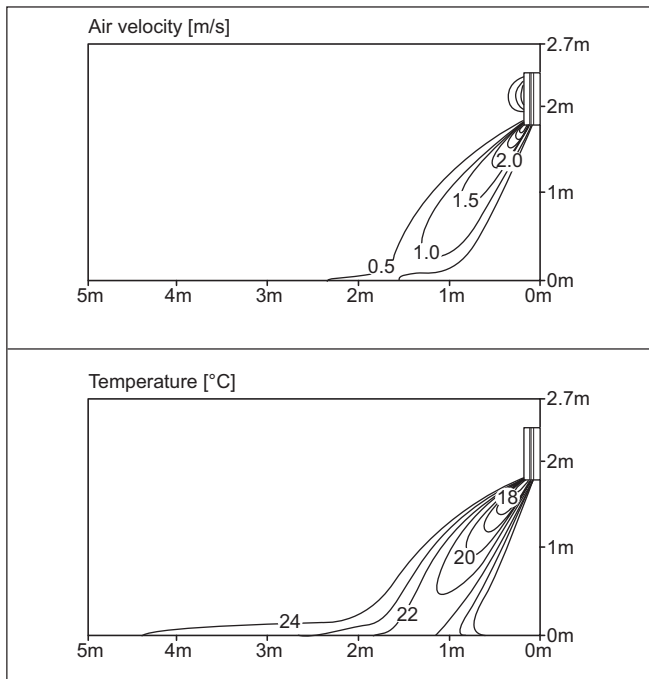 Air velocity [m/s]
2.7m
2m
2.0
1.5
1m
1.0
0.5
0m
5m 4m 3m 2m 1m 0m
Temperature [°C]
2.7m
2m
18
20
1m
22
24
0m
5m 4m 3m 2m 1m 0m